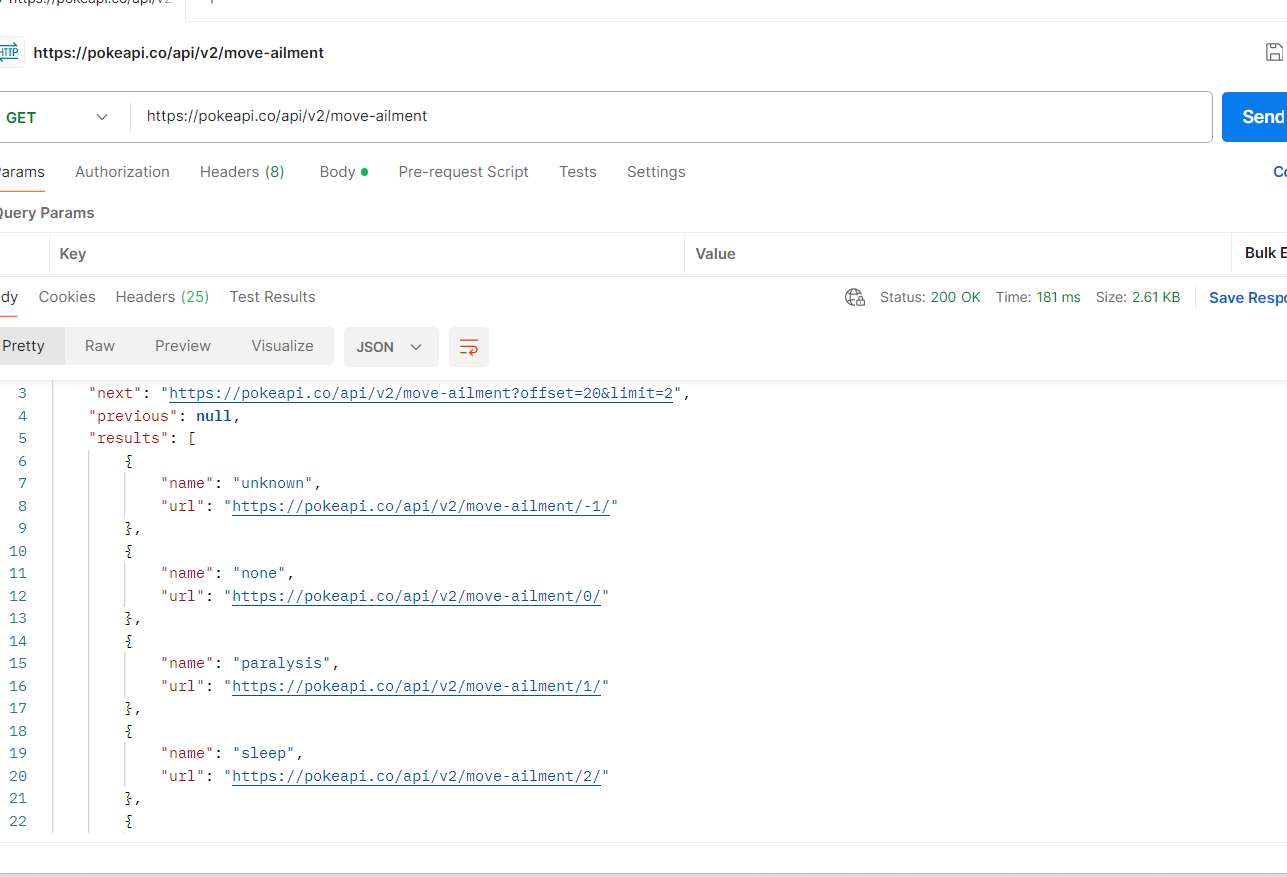 https://pokeapi.co/api/v2
HTTP https://pokeapi.co/api/v2/move-ailment
GET https://pokeapi.co/api/v2/move-ailment Send
arams Authorization Headers (8) Body Pre-request Script Tests Settings Co
Query Params
Key Value Bulk E
dy Cookies Headers (25) Test Results Status: 200 OK Time: 181 ms Size: 2.61 KB Save Respo
Pretty Raw Preview Visualize JSON
3 "next": "https://pokeapi.co/api/v2/move-ailment?offset=20&limit=2",
4 "previous": null,
5 "results": [
6 {
7 "name": "unknown",
8 "url": "https://pokeapi.co/api/v2/move-ailment/-1/"
9 },
10 {
11 "name": "none",
12 "url": "https://pokeapi.co/api/v2/move-ailment/0/"
13 },
14 {
15 "name": "paralysis",
16 "url": "https://pokeapi.co/api/v2/move-ailment/1/"
17 },
18 {
19 "name": "sleep",
20 "url": "https://pokeapi.co/api/v2/move-ailment/2/"
21 },
22 {